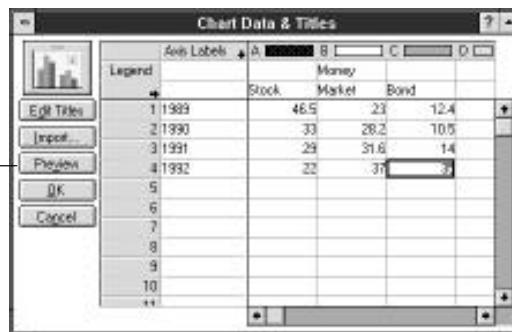 Chart Data & Titles ?
Axis Labels A B C D
Legend Money
Stock Market Bond
Edit Titles 1 1989 46.5 23 12.4
Import... 2 1990 33 28.2 10.5
3 1991 29 31.6 14
Preview 4 1992 22 37
OK 5
6
Cancel 7
8
9
10
11